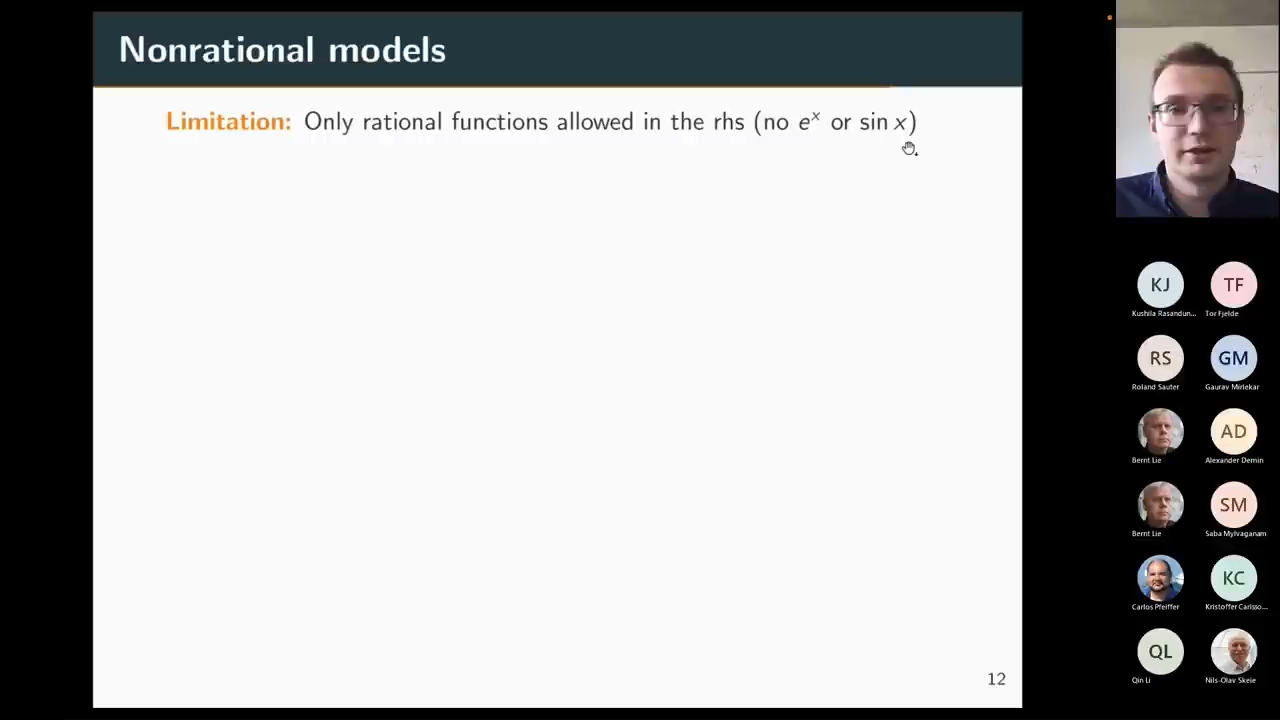 Nonrational models
Limitation: Only rational functions allowed in the rhs (no e^x or sin x)
12
KJ
TF
Kushila Rasandun...
Tor Fjelde
RS
GM
Roland Sauter
Gaurav Mirlekar
AD
Bernt Lie
Alexander Demin
SM
Bernt Lie
Saba Mylvaganam
KC
Carlos Pfeiffer
Kristoffer Carlsso...
QL
Qin Li
Nils-Olav Skeie